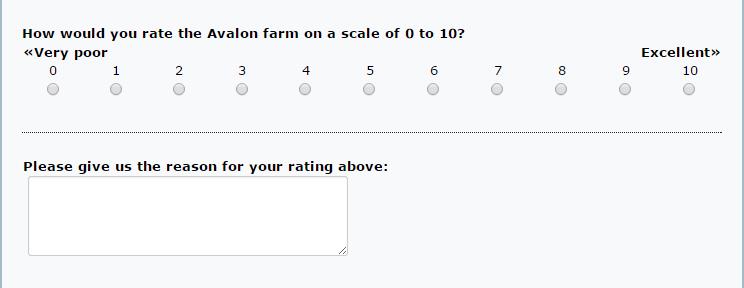 How would you rate the Avalon farm on a scale of 0 to 10?
«Very poor Excellent»
0 1 2 3 4 5 6 7 8 9 10
Please give us the reason for your rating above: